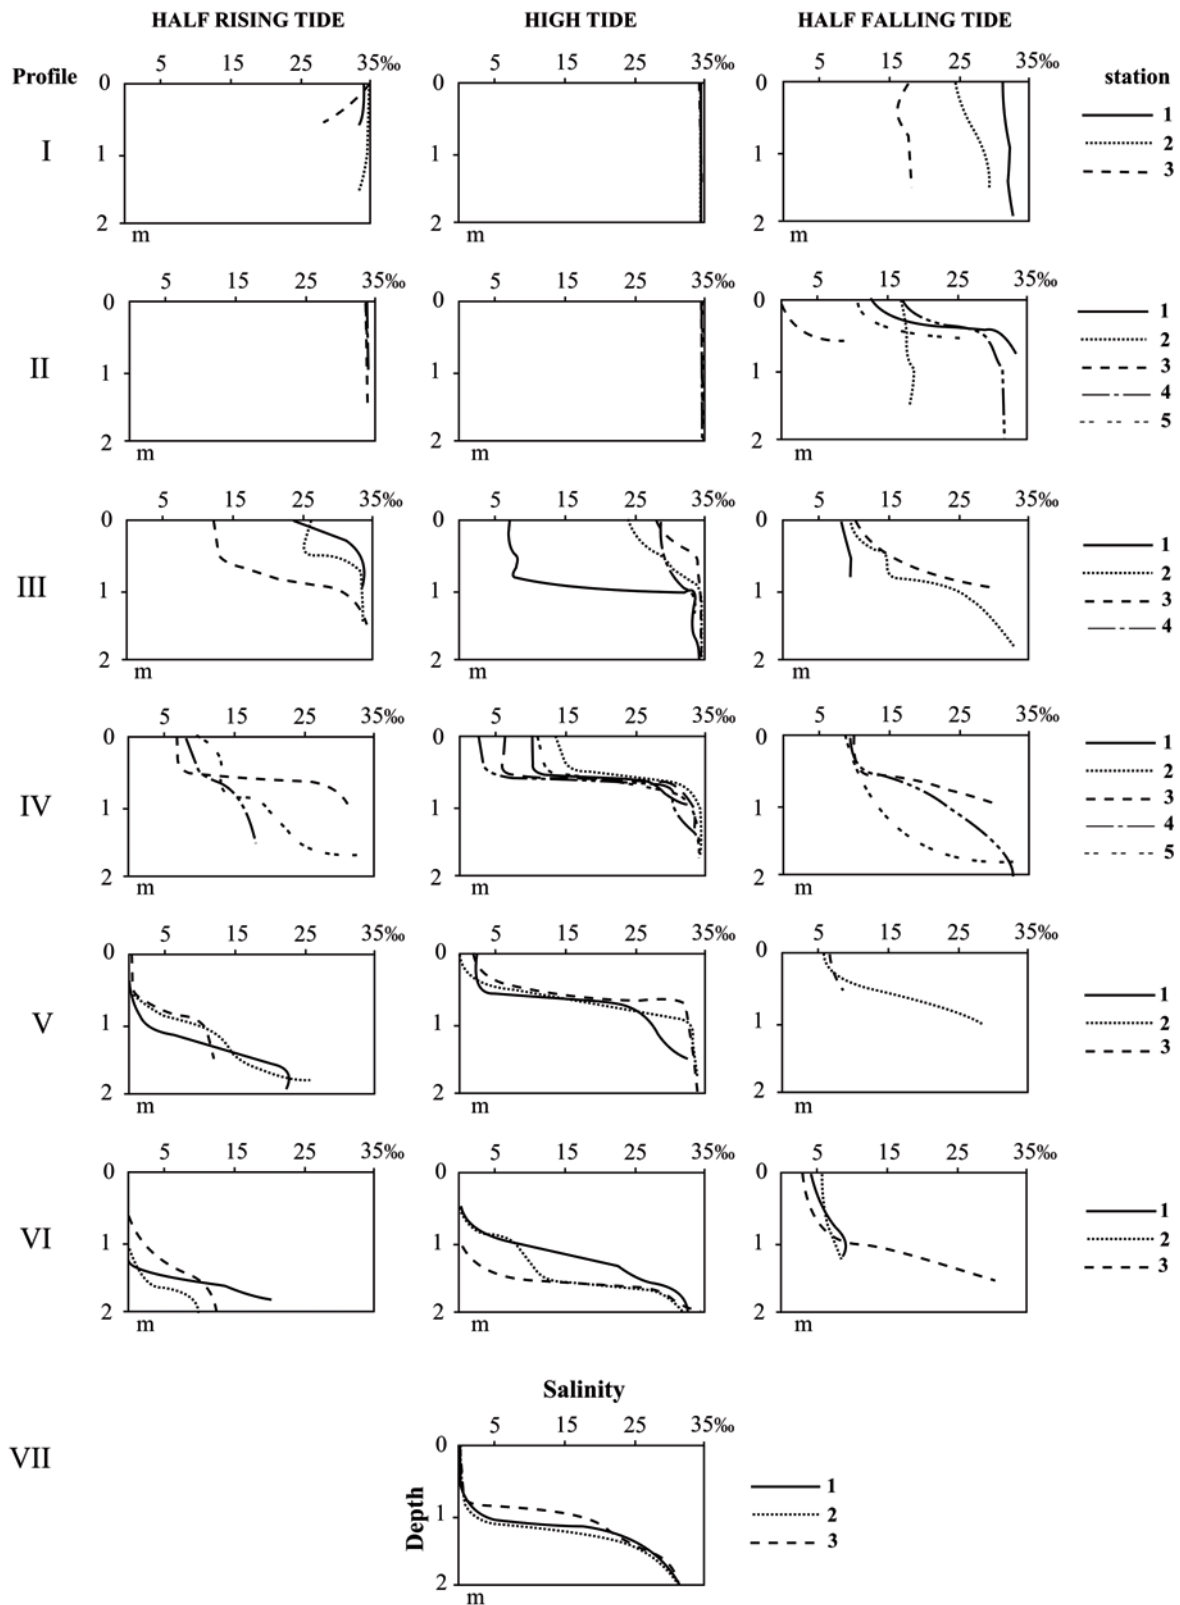 HALF RISING TIDE HIGH TIDE HALF FALLING TIDE
5 15 25 35‰ 5 15 25 35‰ 5 15 25 35‰
Profile station
0 0 0
1
I 1 1 1 2
3
2 2 2
m m m
5 15 25 35‰ 5 15 25 35‰ 5 15 25 35‰
0 0 0 1
2
II 1 1 1 3
4
2 2 2 5
m m m
5 15 25 35‰ 5 15 25 35‰ 5 15 25 35‰
0 0 0
1
2
III 1 1 1 3
4
2 2 2
m m m
5 15 25 35‰ 5 15 25 35‰ 5 15 25 35‰
0 0 0 1
2
IV 1 1 1 3
4
2 2 2 5
m m m
5 15 25 35‰ 5 15 25 35‰ 5 15 25 35‰
0 0 0
1
V 1 1 1 2
3
2 2 2
m m m
5 15 25 35‰ 5 15 25 35‰ 5 15 25 35‰
0 0 0
1
VI 1 1 1 2
3
2 2 2
m m m
Salinity
5 15 25 35‰
0
VII 1
Depth 1 2
3
2
m